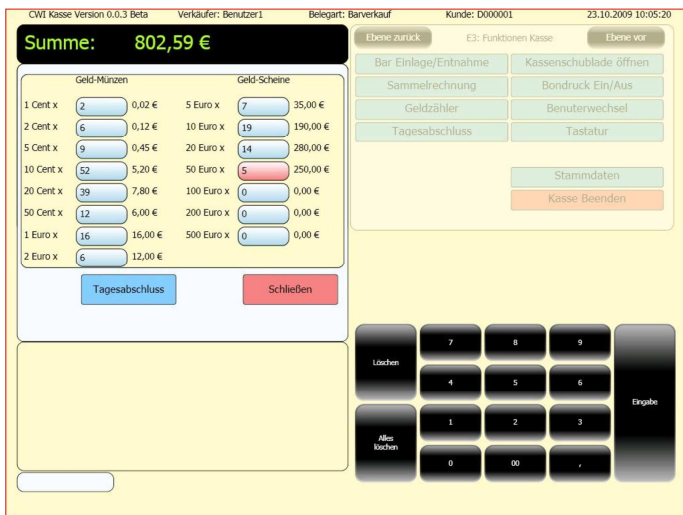 CWI Kasse Version 0.0.3 Beta Verkäufer: Benutzer1 Belegart: Barverkauf Kunde: D000001 23.10.2009 10:05:20
Summe: 802,59 €
Ebene zurück E3: Funktionen Kasse Ebene vor
Bar Einlage/Entnahme Kassenschublade öffnen
Sammelrechnung Bondruck Ein/Aus
Geldzähler Benuterwechsel
Tagesabschluss Tastatur
Stammdaten
Kasse Beenden
Geld-Münzen Geld-Scheine
1 Cent x 2 0,02 € 5 Euro x 7 35,00 €
2 Cent x 6 0,12 € 10 Euro x 19 190,00 €
5 Cent x 9 0,45 € 20 Euro x 14 280,00 €
10 Cent x 52 5,20 € 50 Euro x 5 250,00 €
20 Cent x 39 7,80 € 100 Euro x 0 0,00 €
50 Cent x 12 6,00 € 200 Euro x 0 0,00 €
1 Euro x 16 16,00 € 500 Euro x 0 0,00 €
2 Euro x 6 12,00 €
Tagesabschluss Schließen
Löschen 7 8 9
4 5 6
Eingabe
Alles löschen 1 2 3
0 00 ,